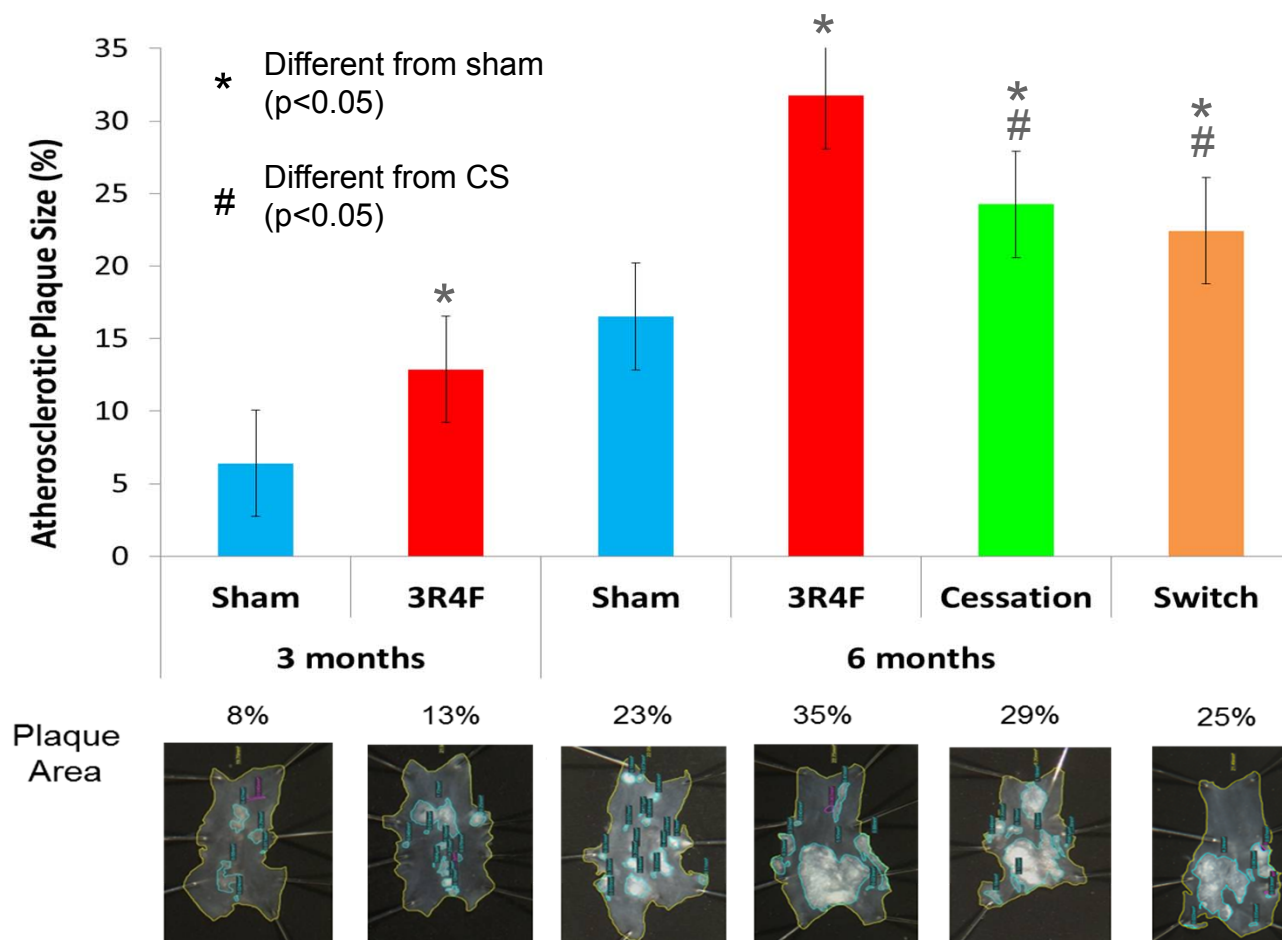 35
30
25
20
15
10
5
0
Atherosclerotic Plaque Size (%)
* Different from sham
(p<0.05)
# Different from CS
(p<0.05)
*
*
*
#
*
#
Sham 3R4F Sham 3R4F Cessation Switch
3 months 6 months
Plaque
Area
8% 13% 23% 35% 29% 25%